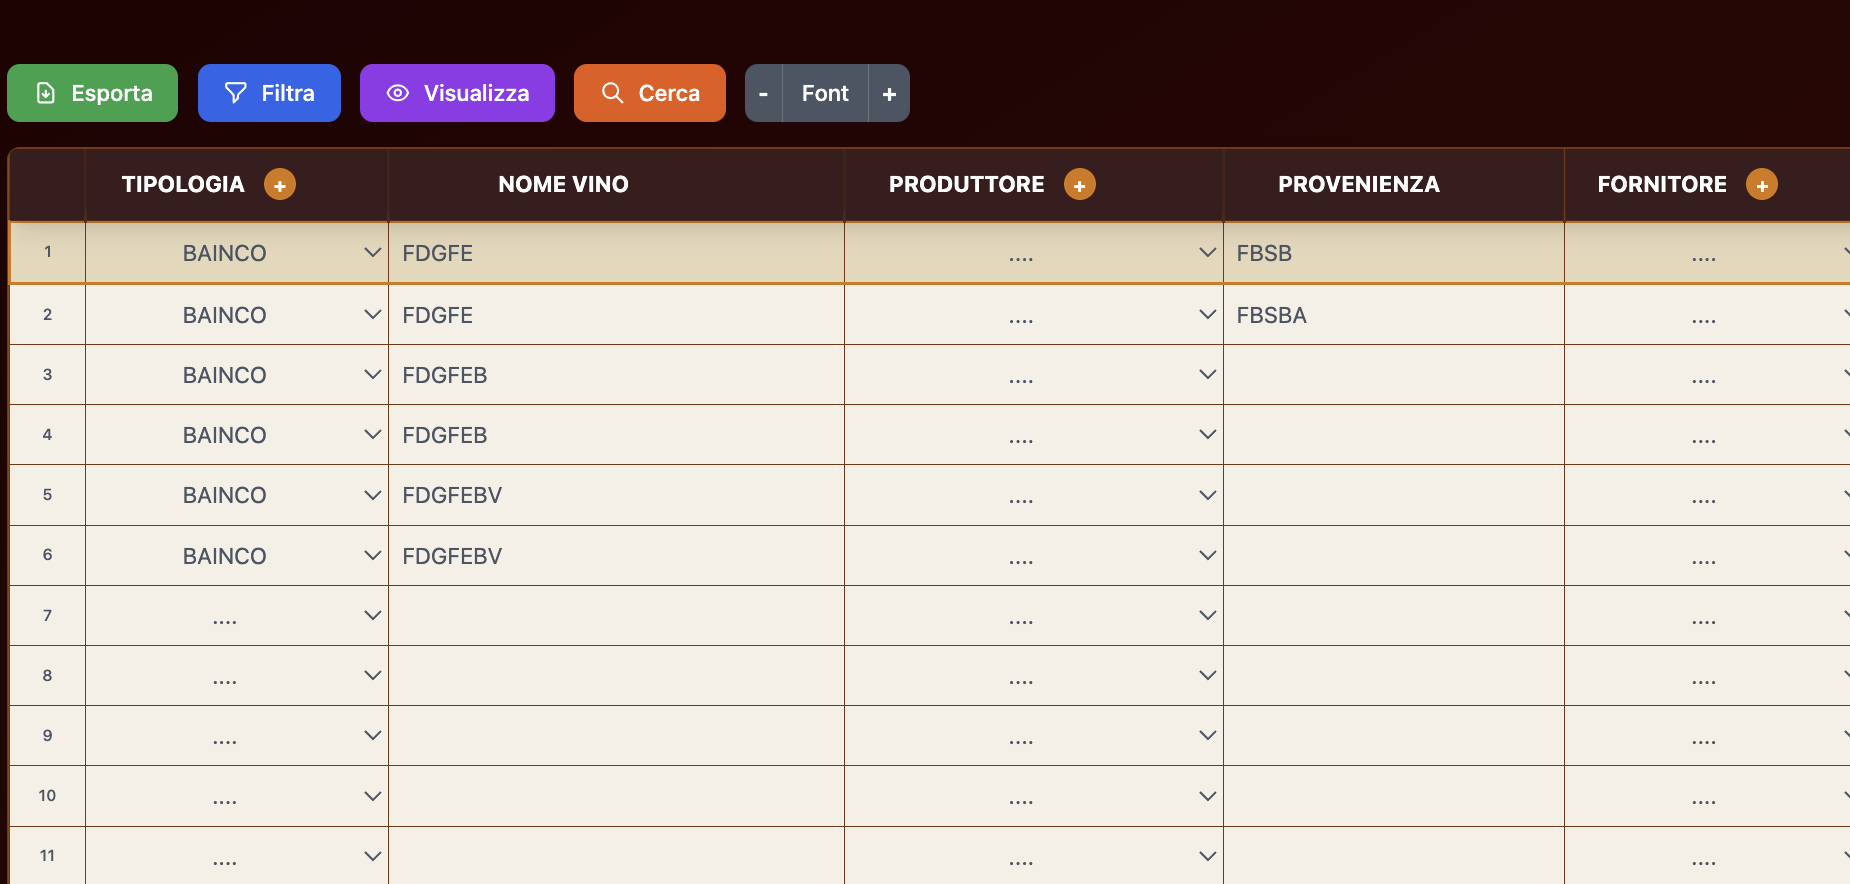 Esporta Filtra Visualizza Cerca - Font +
TIPOLOGIA + NOME VINO PRODUTTORE + PROVENIENZA FORNITORE +
1 BAINCO FDGFE .... FBSB ....
2 BAINCO FDGFE .... FBSBA ....
3 BAINCO FDGFEB .... ....
4 BAINCO FDGFEB .... ....
5 BAINCO FDGFEBV .... ....
6 BAINCO FDGFEBV .... ....
7 .... .... ....
8 .... .... ....
9 .... .... ....
10 .... .... ....
11 .... .... ....